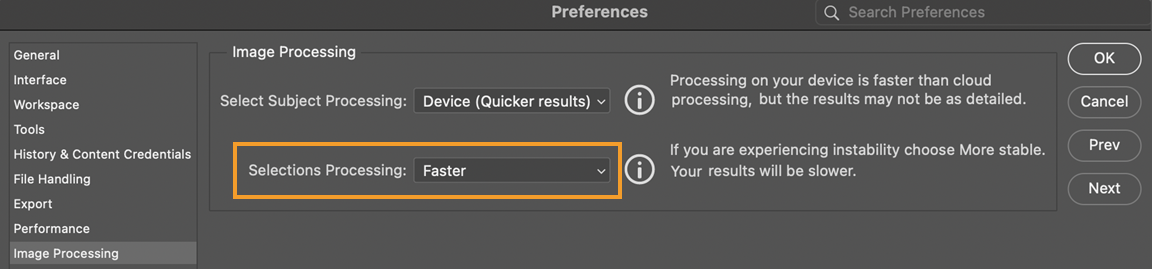 Preferences
Search Preferences
General
Interface
Workspace
Tools
History & Content Credentials
File Handling
Export
Performance
Image Processing
Image Processing
Select Subject Processing: Device (Quicker results)
Processing on your device is faster than cloud
processing, but the results may not be as detailed.
Selections Processing: Faster
If you are experiencing instability choose More stable.
Your results will be slower.
OK
Cancel
Prev
Next